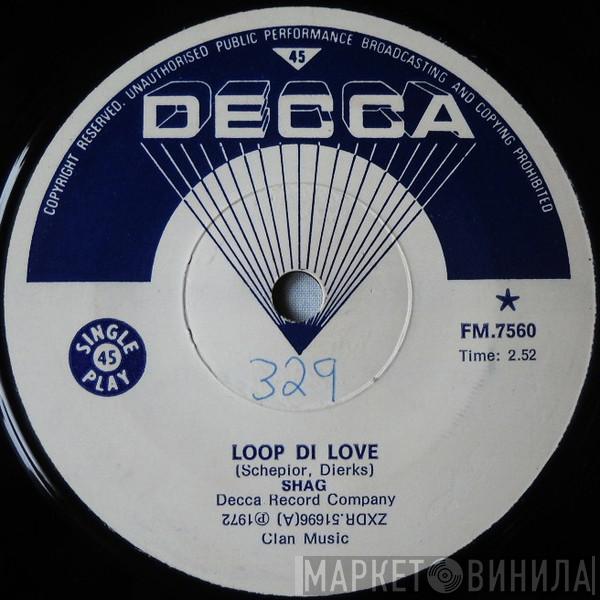 COPYRIGHT RESERVED. UNAUTHORISED PUBLIC PERFORMANCE BROADCASTING AND COPYING PROHIBITED
45
DECCA
SINGLE
45
PLAY
FM.7560
Time: 2.52
329
LOOP DI LOVE
(Schepior, Dierks)
SHAG
Decca Record Company
ZXDR.51696(A) ℗1972
Clan Music
МАРКЕТ ВИНИЛА